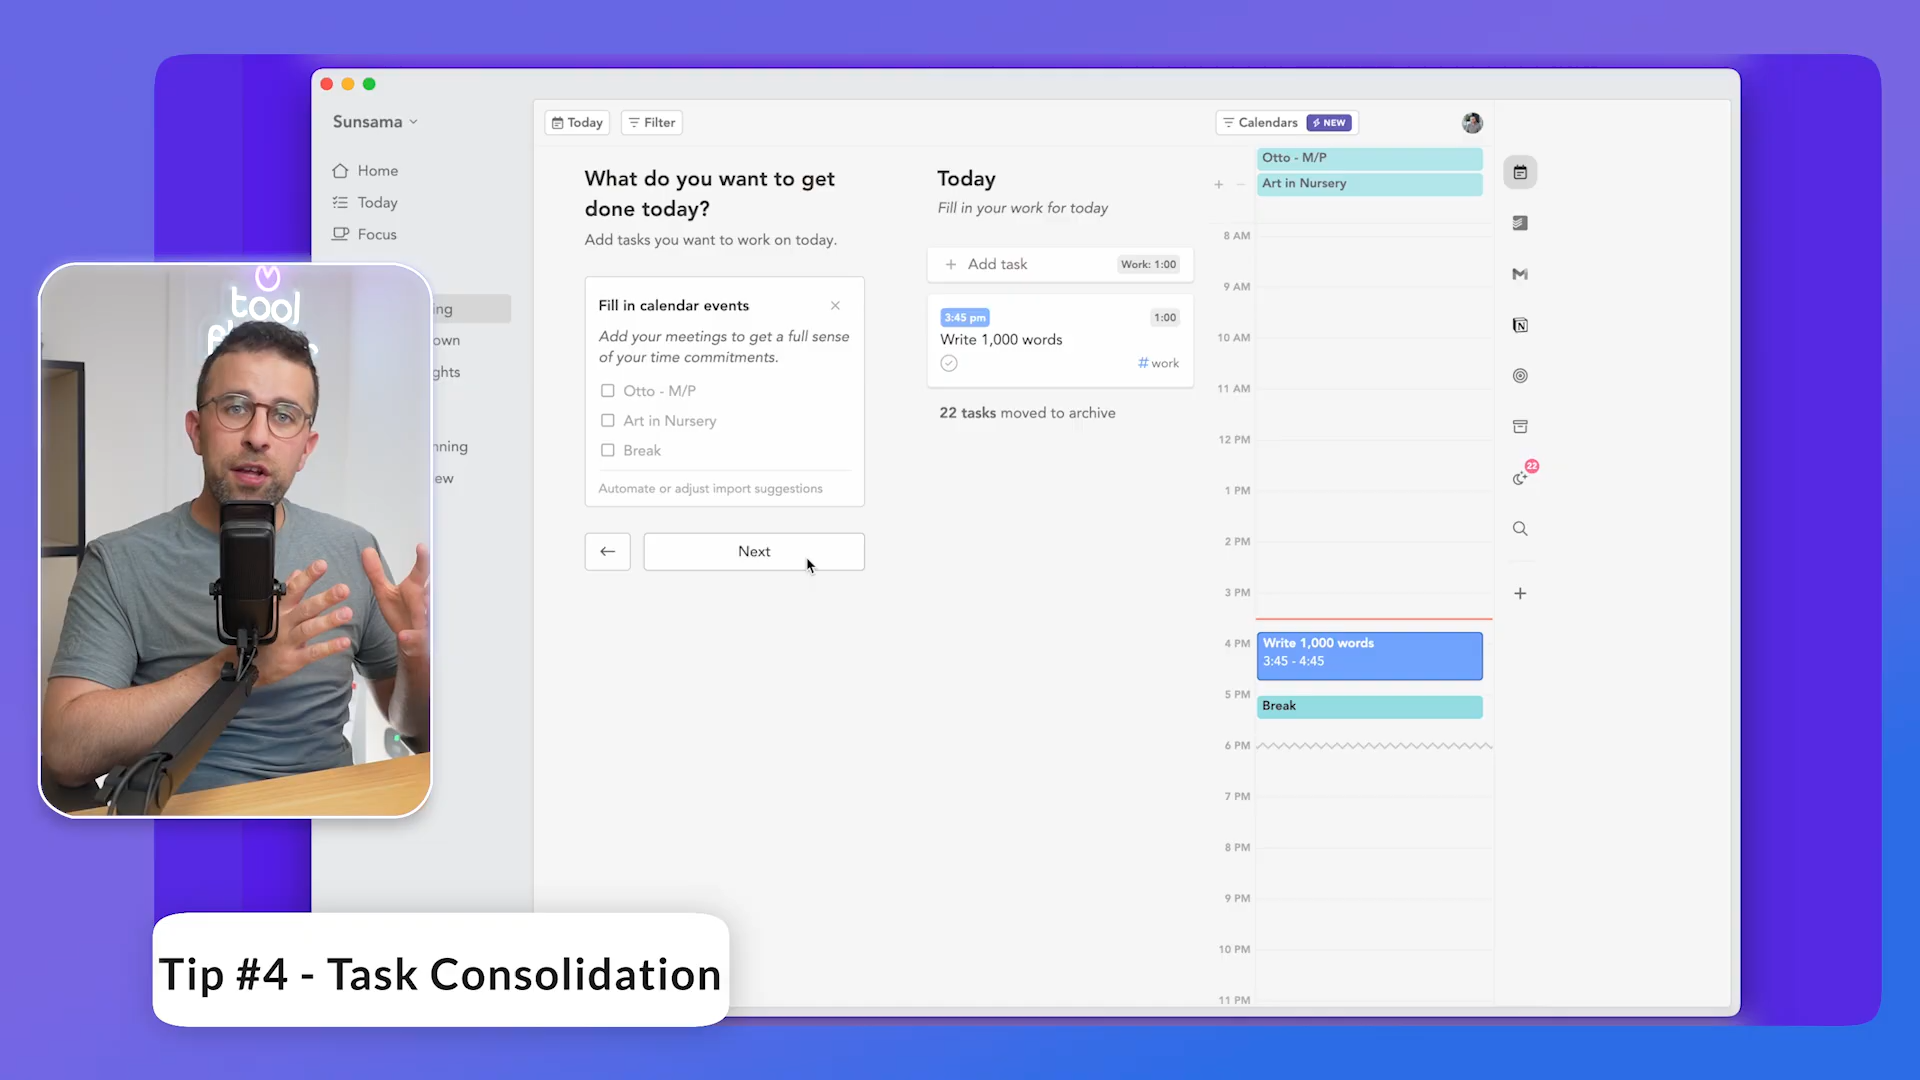 Sunsama
Home
Today
Focus
ing
own
ghts
nning
ew
tool
Today
Filter
What do you want to get
done today?
Add tasks you want to work on today.
Fill in calendar events
Add your meetings to get a full sense
of your time commitments.
Otto - M/P
Art in Nursery
Break
Automate or adjust import suggestions
Next
Today
Fill in your work for today
Add task
Work: 1:00
3:45 pm
1:00
Write 1,000 words
# work
22 tasks moved to archive
Calendars
NEW
Otto - M/P
Art in Nursery
8 AM
9 AM
10 AM
11 AM
12 PM
1 PM
2 PM
3 PM
4 PM
Write 1,000 words
3:45 - 4:45
5 PM
Break
6 PM
7 PM
8 PM
9 PM
10 PM
11 PM
22
Tip #4 - Task Consolidation